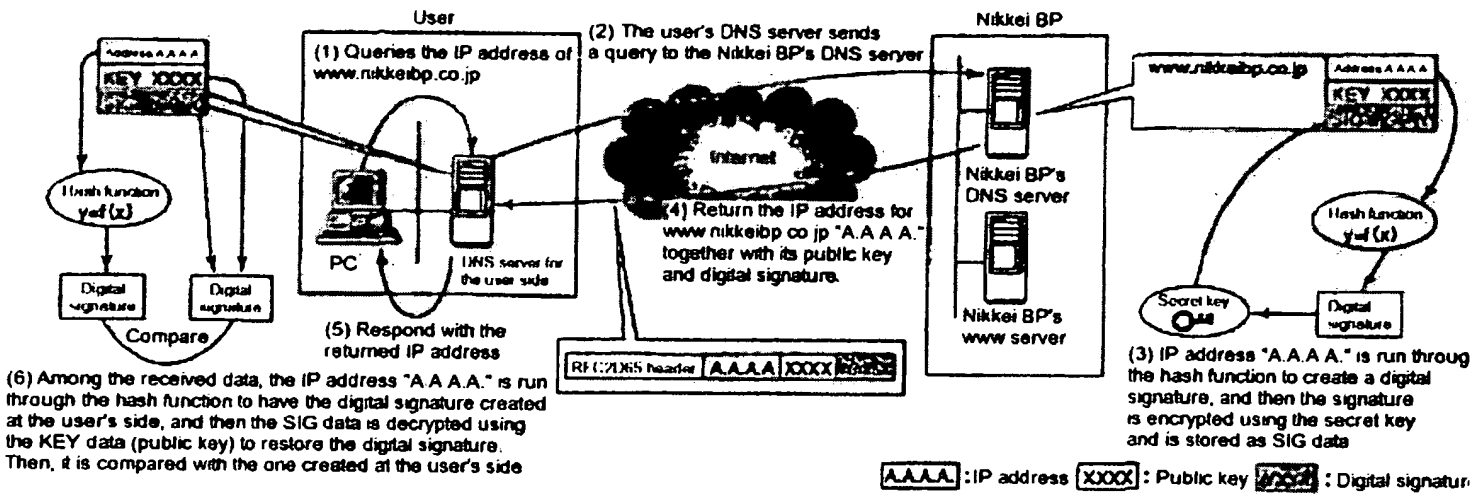 User
Nikkei BP
(1) Queries the IP address of
www.nikkeibp.co.jp
(2) The user's DNS server sends
a query to the Nikkei BP's DNS server
Address A.A.A.A
KEY XXXX
Hash function
y=f(x)
Digital
signature
Digital
signature
Compare
PC
DNS server for
the user side
Internet
(4) Return the IP address for
www nikkeibp co jp "A.A A A."
together with its public key
and digital signature.
(5) Respond with the
returned IP address
RFC2065 header A.A.A.A XXXX
Nikkei BP's
DNS server
Nikkei BP's
www server
www.nikkeibp.co.jp
Address A A A A
KEY XXXX
Hash function
y=f(x)
Secret key
Digital
signature
(3) IP address "A.A.A A." is run throug
the hash function to create a digital
signature, and then the signature
is encrypted using the secret key
and is stored as SIG data
(6) Among the received data, the IP address "A.A A.A." is run
through the hash function to have the digital signature created
at the user's side, and then the SIG data is decrypted using
the KEY data (public key) to restore the digital signature.
Then, it is compared with the one created at the user's side
A.A.A.A. : IP address XXXX : Public key : Digital signatur